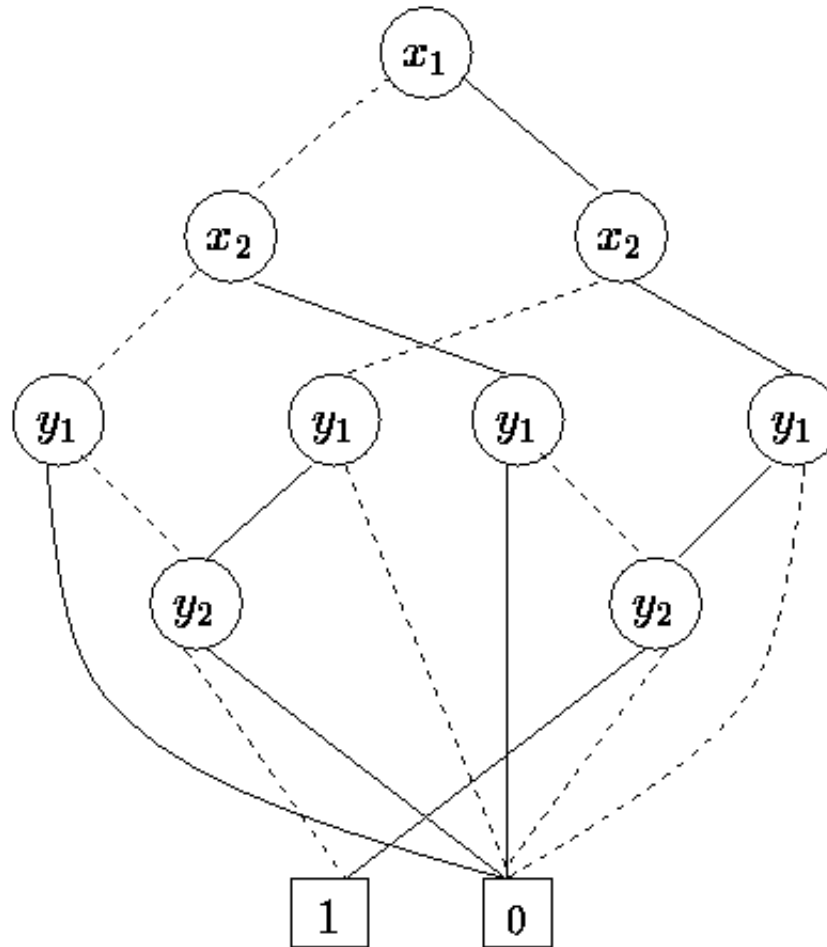 x₁
x₂ x₂
y₁ y₁ y₁ y₁
y₂ y₂
1 0